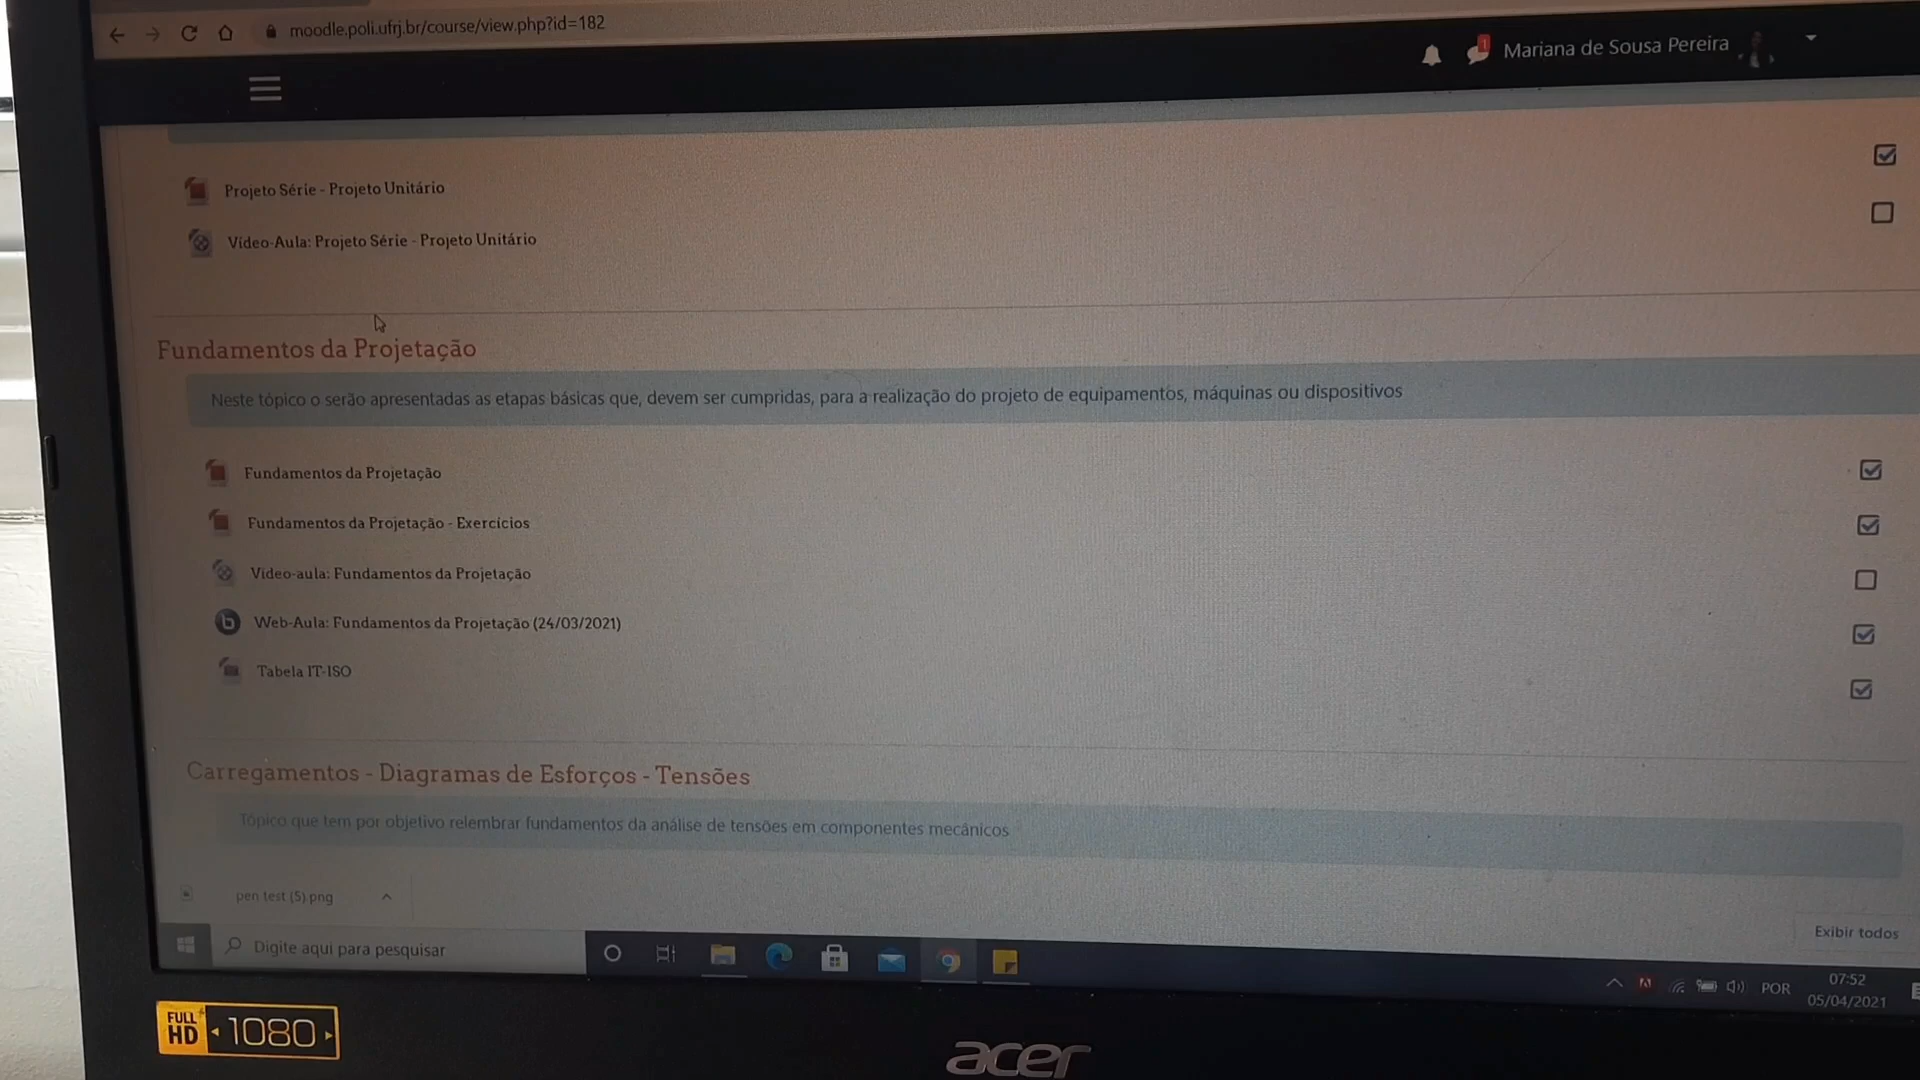 moodle.poli.ufrj.br/course/view.php?id=182
1
Mariana de Sousa Pereira
Projeto Série - Projeto Unitário
Vídeo-Aula: Projeto Série - Projeto Unitário
Fundamentos da Projetação
Neste tópico o serão apresentadas as etapas básicas que, devem ser cumpridas, para a realização do projeto de equipamentos, máquinas ou dispositivos
Fundamentos da Projetação
Fundamentos da Projetação - Exercícios
Vídeo-aula: Fundamentos da Projetação
b Web-Aula: Fundamentos da Projetação (24/03/2021)
Tabela IT-ISO
Carregamentos - Diagramas de Esforços - Tensões
Tópico que tem por objetivo relembrar fundamentos da análise de tensões em componentes mecânicos
pen test (5).png
Exibir todos
Digite aqui para pesquisar
POR
07:52
05/04/2021
FULL HD 1080
acer